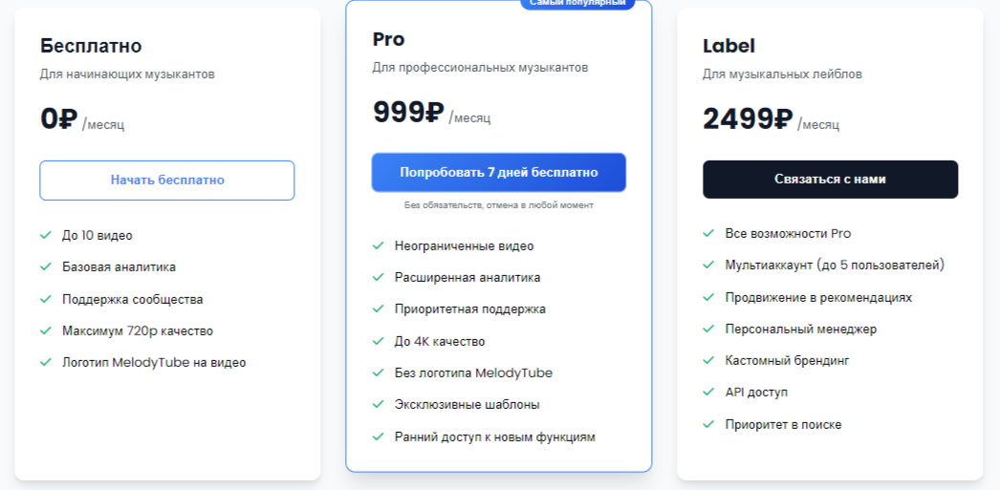 Бесплатно
Для начинающих музыкантов
0₽ /месяц
Начать бесплатно
До 10 видео
Базовая аналитика
Поддержка сообщества
Максимум 720p качество
Логотип MelodyTube на видео
Самый популярный
Pro
Для профессиональных музыкантов
999₽ /месяц
Попробовать 7 дней бесплатно
Без обязательств, отмена в любой момент
Неограниченные видео
Расширенная аналитика
Приоритетная поддержка
До 4K качество
Без логотипа MelodyTube
Эксклюзивные шаблоны
Ранний доступ к новым функциям
Label
Для музыкальных лейблов
2499₽ /месяц
Связаться с нами
Все возможности Pro
Мультиаккаунт (до 5 пользователей)
Продвижение в рекомендациях
Персональный менеджер
Кастомный брендинг
API доступ
Приоритет в поиске